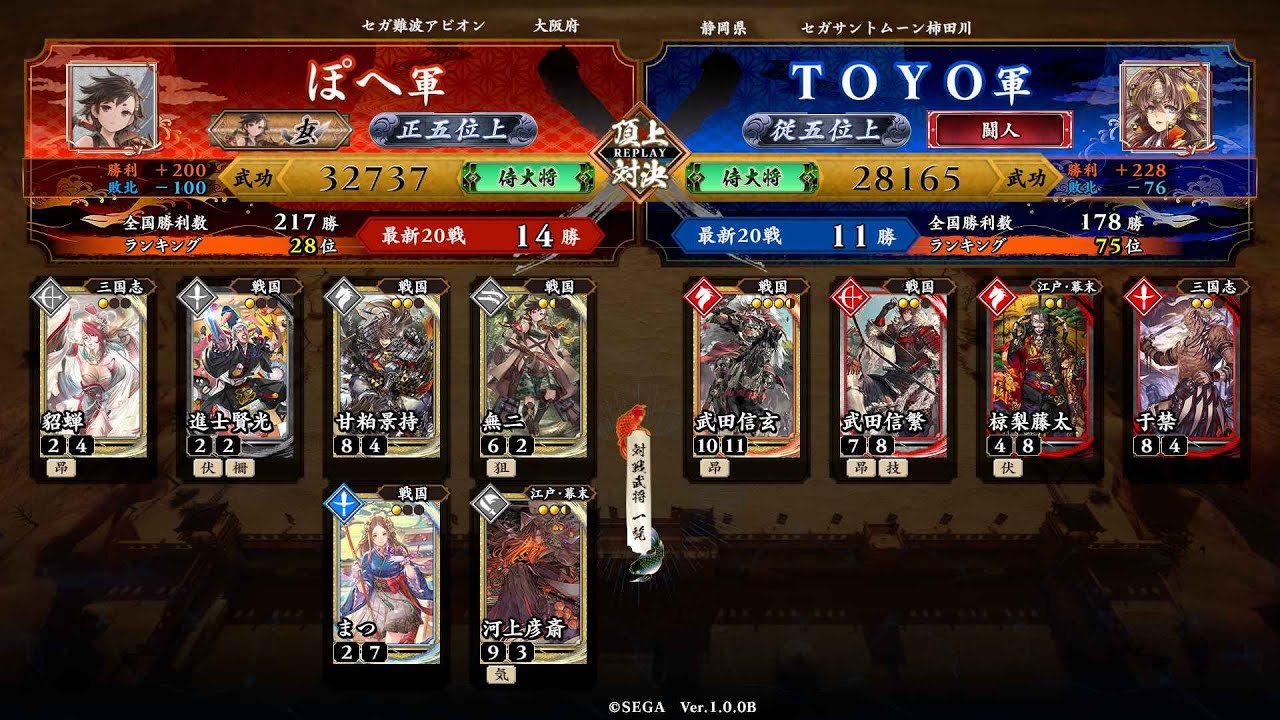 セガ難波アビオン 大阪府
静岡県 セガサントムーン柿田川
ぽへ軍
正五位上
勝利 +200
敗北 -100
武功 32737 侍大将
全国勝利数 217勝
ランキング 28位
最新20戦 14勝
頂上
REPLAY
対決
TOYO軍
従五位上 闘人
侍大将 28165 武功
勝利 +228
敗北 -76
最新20戦 11勝
全国勝利数 178勝
ランキング 75位
三国志
貂蝉
2 4
昴
戦国
進士賢光
2 2
伏 柵
戦国
甘粕景持
8 4
戦国
無二
6 2
狙
戦国
武田信玄
10 11
昴
戦国
武田信繁
7 8
昴 技
江戸・幕末
椋梨藤太
4 8
伏
三国志
于禁
8 4
対戦武将一覧
戦国
まつ
2 7
江戸・幕末
河上彦斎
9 3
気
©SEGA Ver.1.0.0B